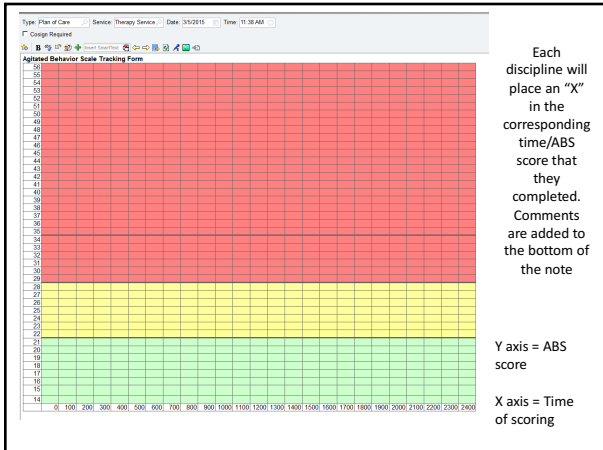 Type: Plan of Care Service: Therapy Service Date: 3/5/2015 Time: 11:38 AM
Cosign Required
B Insert SmartText
Agitated Behavior Scale Tracking Form
56
55
54
53
52
51
50
49
48
47
46
45
44
43
42
41
40
39
38
37
36
35
34
33
32
31
30
29
28
27
26
25
24
23
22
21
20
19
18
17
16
15
14
0 100 200 300 400 500 600 700 800 900 1000 1100 1200 1300 1400 1500 1600 1700 1800 1900 2000 2100 2200 2300 2400
Each
discipline will
place an “X”
in the
corresponding
time/ABS
score that
they
completed.
Comments
are added to
the bottom of
the note
Y axis = ABS
score
X axis = Time
of scoring